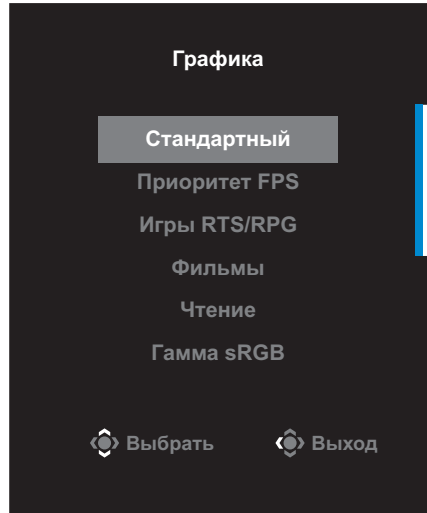 Графика
Стандартный
Приоритет FPS
Игры RTS/RPG
Фильмы
Чтение
Гамма sRGB
Выбрать Выход